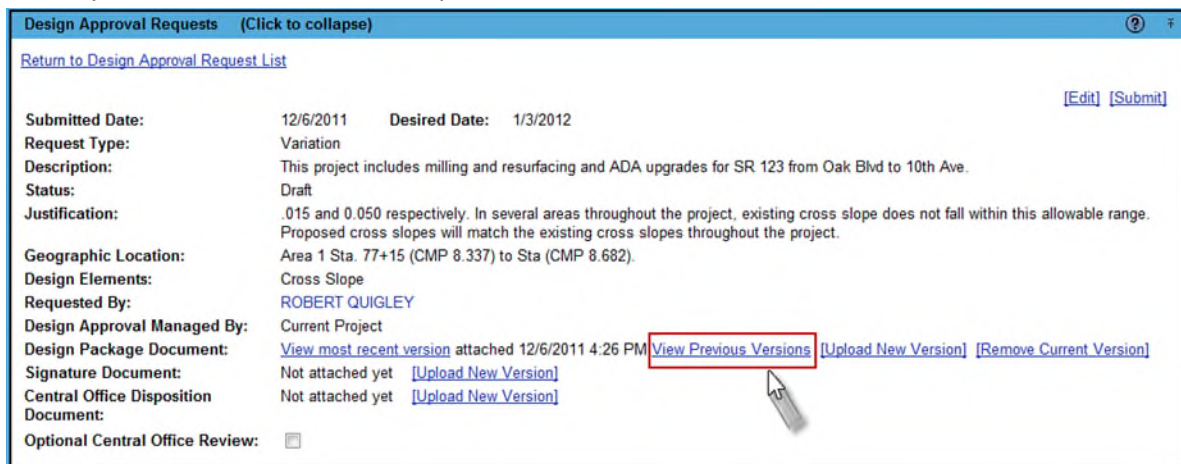 Design Approval Requests (Click to collapse) ?
Return to Design Approval Request List
[Edit] [Submit]
Submitted Date: 12/6/2011 Desired Date: 1/3/2012
Request Type: Variation
Description: This project includes milling and resurfacing and ADA upgrades for SR 123 from Oak Blvd to 10th Ave.
Status: Draft
Justification: .015 and 0.050 respectively. In several areas throughout the project, existing cross slope does not fall within this allowable range.
Proposed cross slopes will match the existing cross slopes throughout the project.
Geographic Location: Area 1 Sta. 77+15 (CMP 8.337) to Sta (CMP 8.682).
Design Elements: Cross Slope
Requested By: ROBERT QUIGLEY
Design Approval Managed By: Current Project
Design Package Document: View most recent version attached 12/6/2011 4:26 PM View Previous Versions [Upload New Version] [Remove Current Version]
Signature Document: Not attached yet [Upload New Version]
Central Office Disposition Not attached yet [Upload New Version]
Document:
Optional Central Office Review: